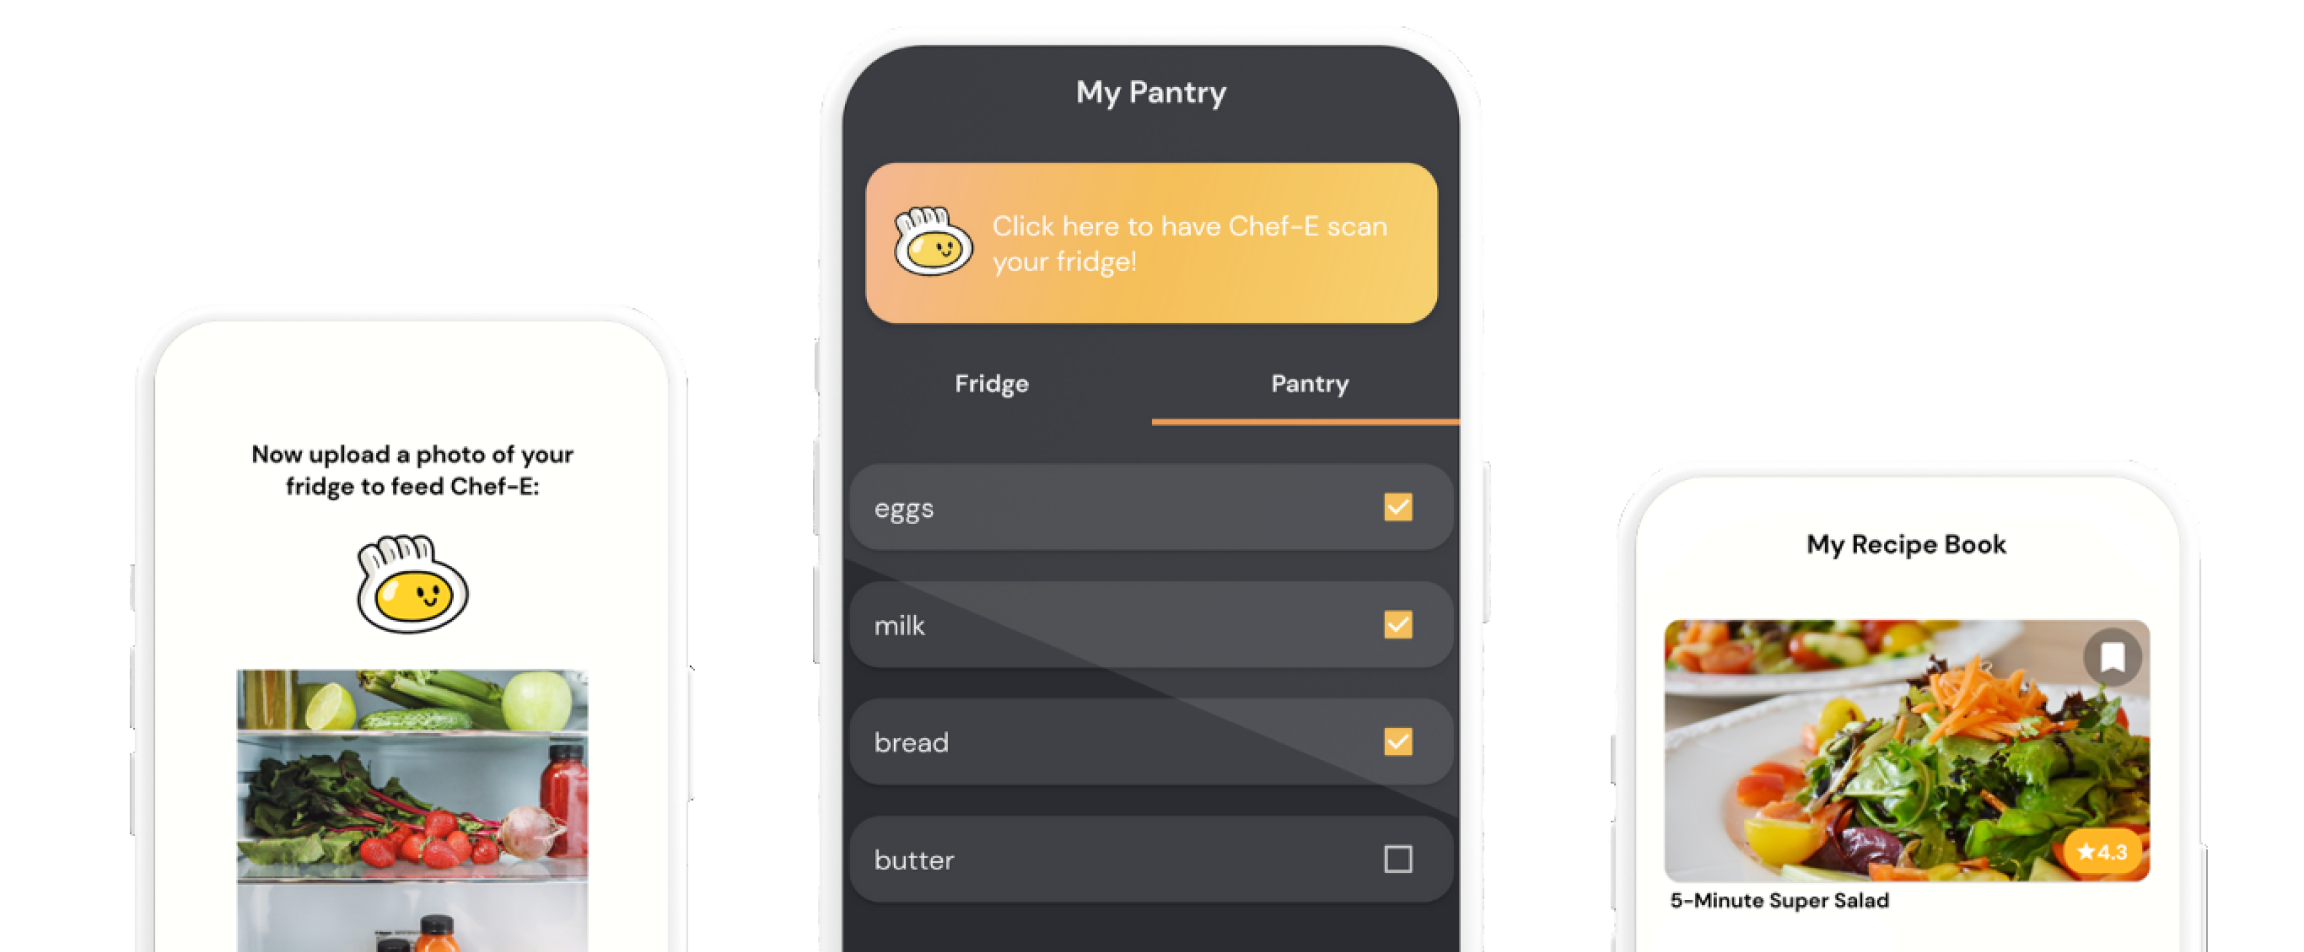 Now upload a photo of your
fridge to feed Chef-E:
My Pantry
Click here to have Chef-E scan
your fridge!
Fridge
Pantry
eggs
milk
bread
butter
My Recipe Book
★4.3
5-Minute Super Salad